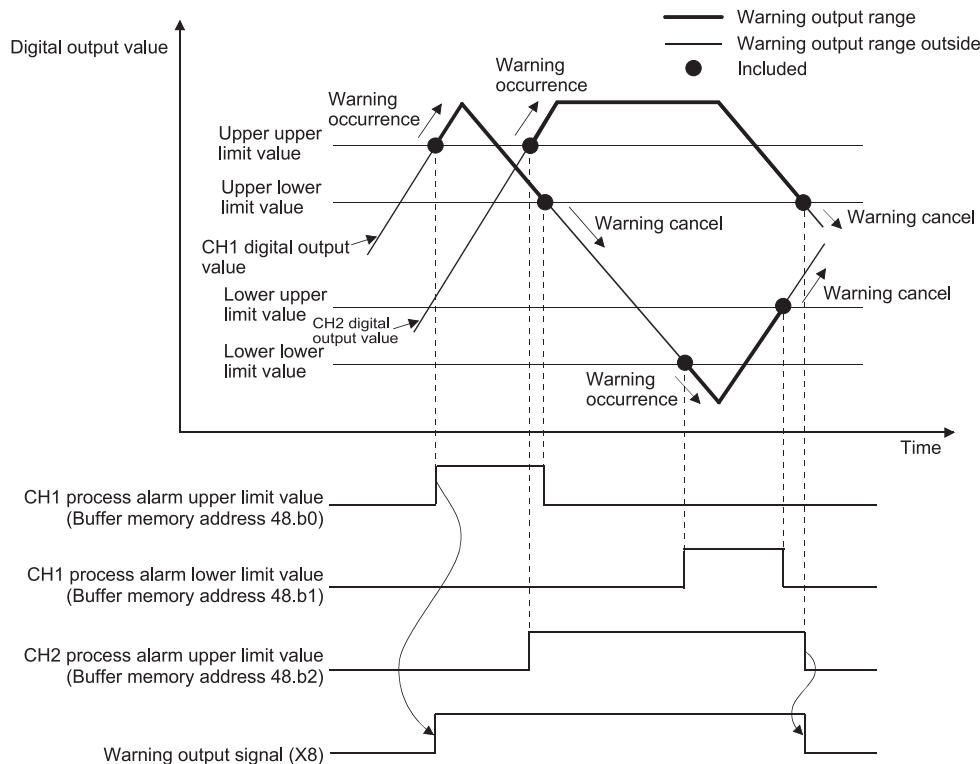 Warning output range
Warning output range outside
Included
Digital output value
Warning
occurrence
Warning
occurrence
Upper upper
limit value
Upper lower
limit value
Warning cancel
Warning cancel
CH1 digital output
value
Lower upper
limit value
Warning cancel
CH2 digital
output value
Lower lower
limit value
Warning
occurrence
Time
CH1 process alarm upper limit value
(Buffer memory address 48.b0)
CH1 process alarm lower limit value
(Buffer memory address 48.b1)
CH2 process alarm upper limit value
(Buffer memory address 48.b2)
Warning output signal (X8)